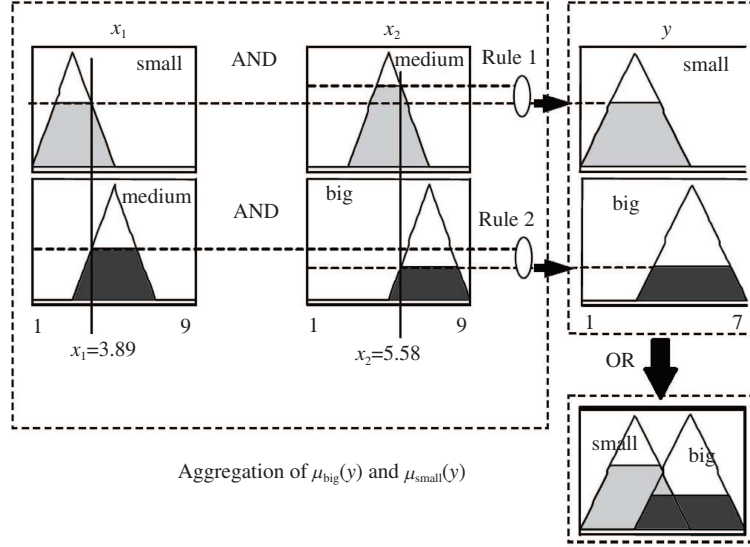 x1 x2 y
small AND medium Rule 1 small
medium AND big Rule 2 big
1 9 1 9 1 7
x1=3.89 x2=5.58
OR
small big
Aggregation of μbig(y) and μsmall(y)